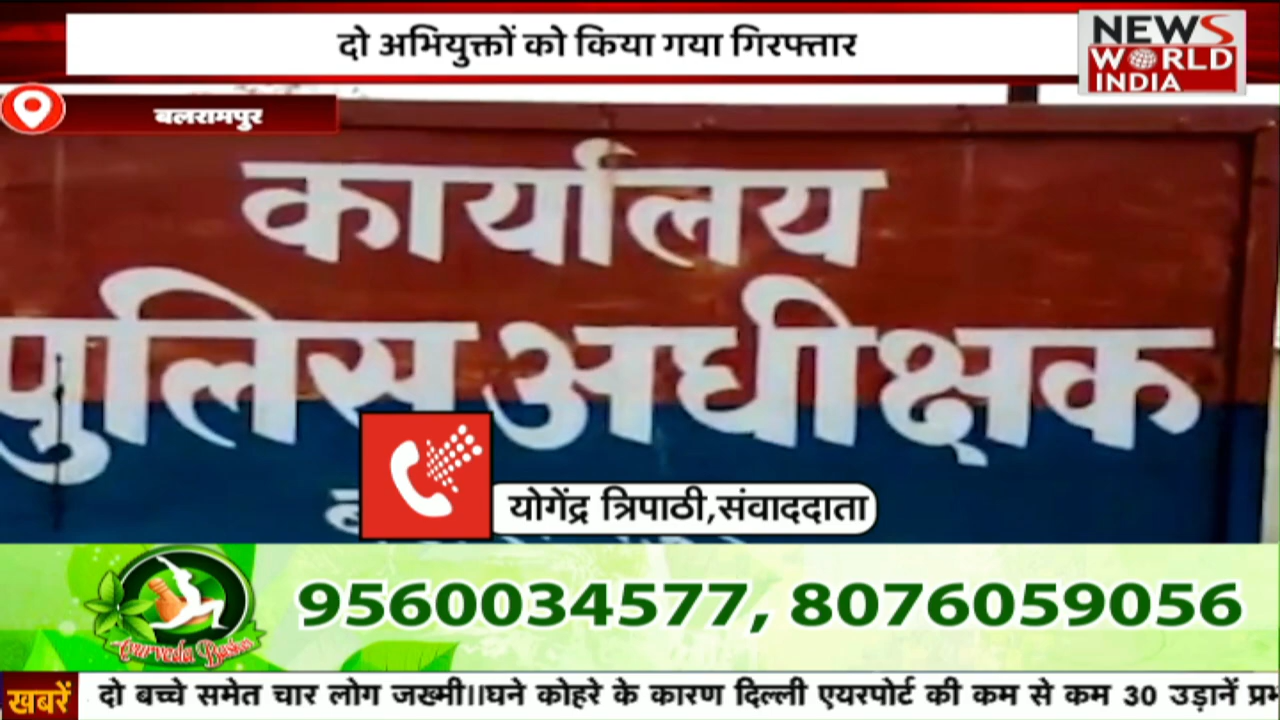 दो अभियुक्तों को किया गया गिरफ्तार
NEWS
WORLD
INDIA
बलरामपुर
कार्यालय
पुलिस अधीक्षक
योगेंद्र त्रिपाठी,संवाददाता
9560034577, 8076059056
Ayurveda
खबरें
दो बच्चे समेत चार लोग जख्मी।।घने कोहरे के कारण दिल्ली एयरपोर्ट की कम से कम 30 उड़ानें